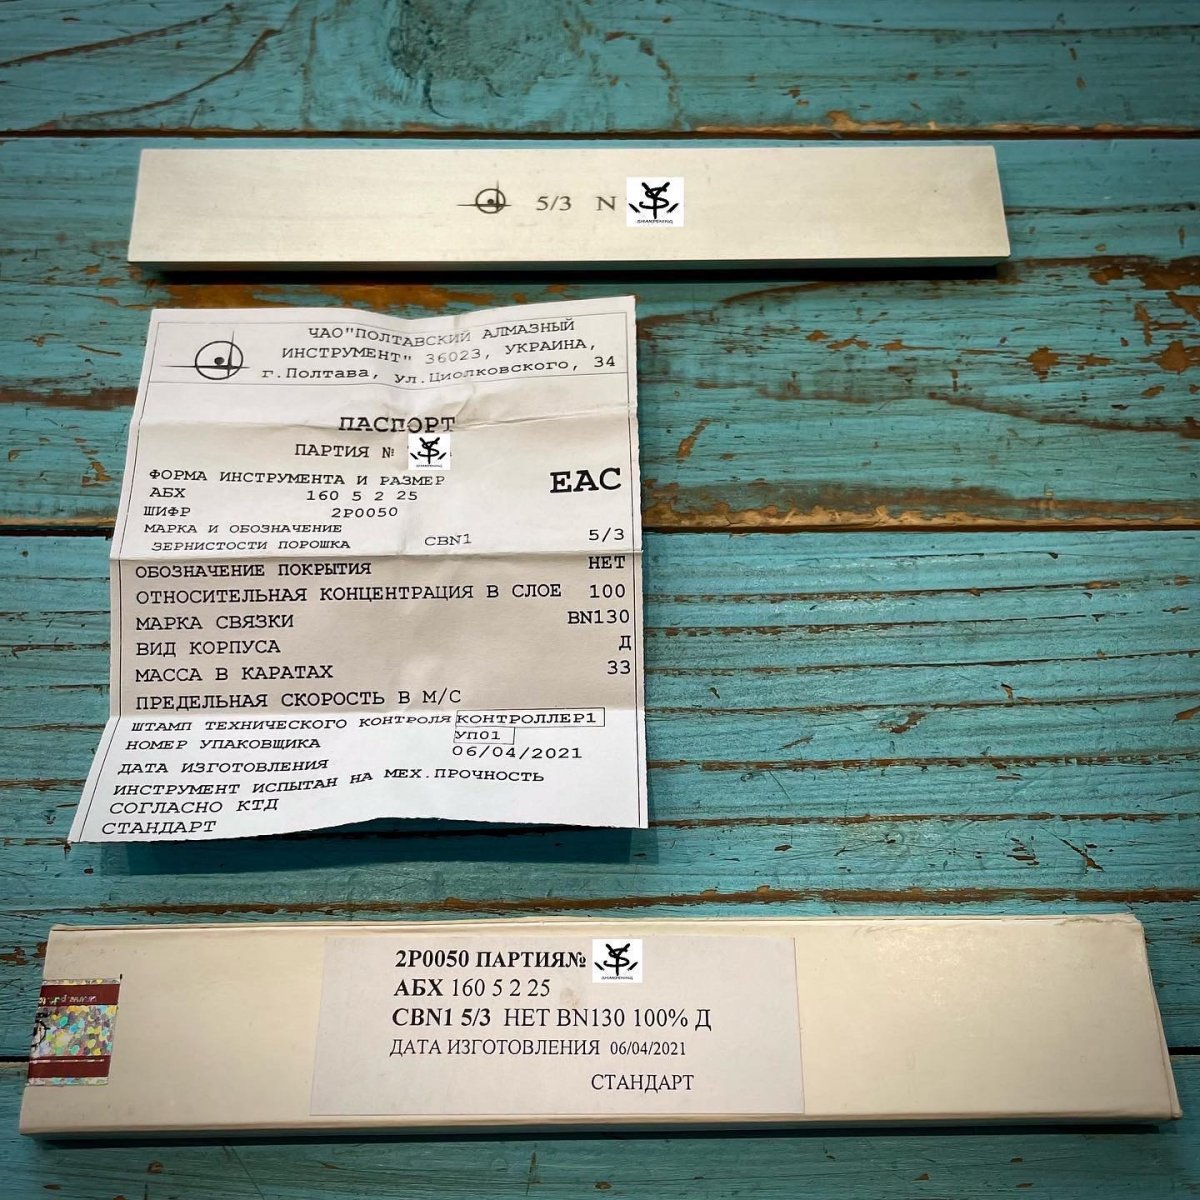 5/3 N
ЧАО"ПОЛТАВСКИЙ АЛМАЗНЫЙ
ИНСТРУМЕНТ" 36023, УКРАИНА,
г.Полтава, ул.Циолковского, 34
ПАСПОРТ
ПАРТИЯ №
ФОРМА ИНСТРУМЕНТА И РАЗМЕР
EAC
АБХ 160 5 2 25
ШИФР 2P0050
МАРКА И ОБОЗНАЧЕНИЕ
ЗЕРНИСТОСТИ ПОРОШКА CBN1 5/3
ОБОЗНАЧЕНИЕ ПОКРЫТИЯ НЕТ
ОТНОСИТЕЛЬНАЯ КОНЦЕНТРАЦИЯ В СЛОЕ 100
МАРКА СВЯЗКИ BN130
ВИД КОРПУСА Д
МАССА В КАРАТАХ 33
ПРЕДЕЛЬНАЯ СКОРОСТЬ В М/С
ШТАМП ТЕХНИЧЕСКОГО КОНТРОЛЯ КОНТРОЛЛЕР1
НОМЕР УПАКОВЩИКА УП01
ДАТА ИЗГОТОВЛЕНИЯ 06/04/2021
ИНСТРУМЕНТ ИСПЫТАН НА МЕХ.ПРОЧНОСТЬ
СОГЛАСНО КТД
СТАНДАРТ
2P0050 ПАРТИЯ№
АБХ 160 5 2 25
CBN1 5/3 НЕТ BN130 100% Д
ДАТА ИЗГОТОВЛЕНИЯ 06/04/2021
СТАНДАРТ